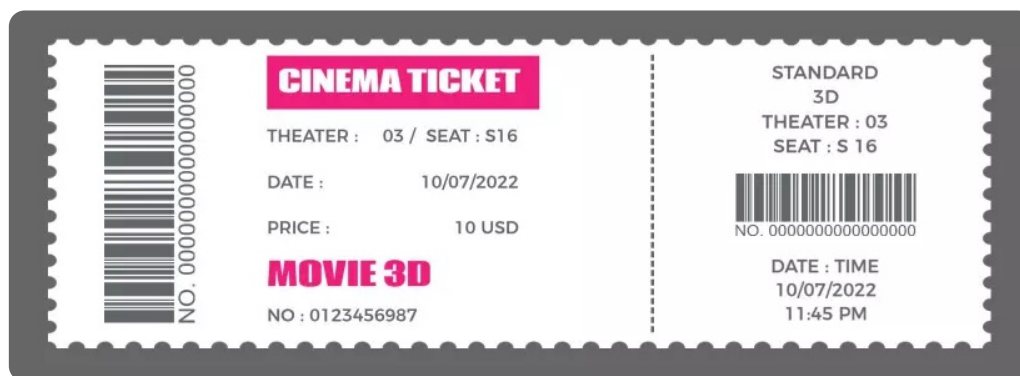 NO. 0000000000000000
CINEMA TICKET
THEATER : 03 / SEAT : S16
DATE : 10/07/2022
PRICE : 10 USD
MOVIE 3D
NO : 0123456987
STANDARD
3D
THEATER : 03
SEAT : S 16
NO. 0000000000000000
DATE : TIME
10/07/2022
11:45 PM